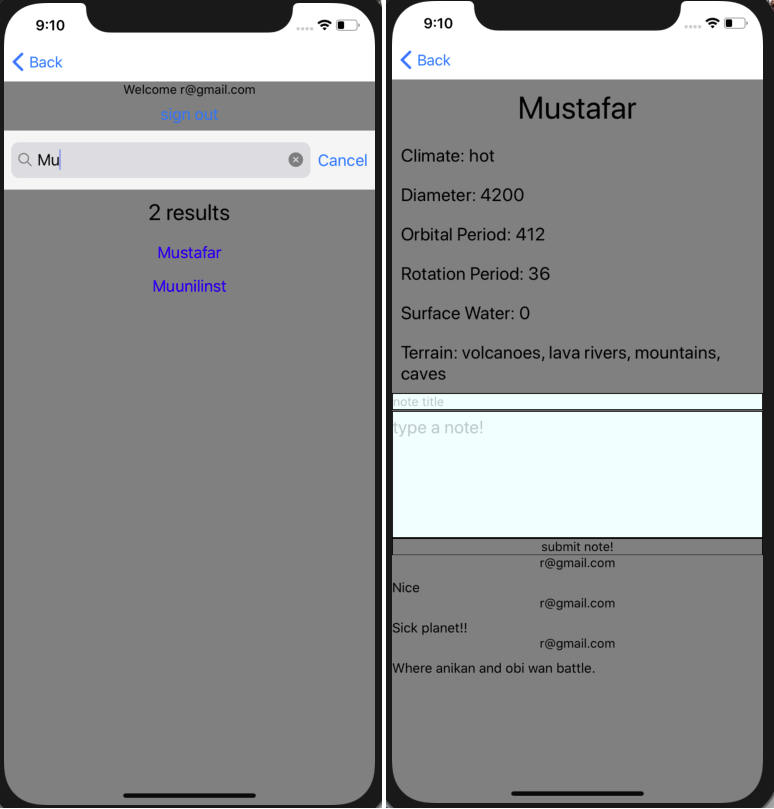 9:10
Back
Welcome r@gmail.com
sign out
Mu
Cancel
2 results
Mustafar
Muunilinst
9:10
Back
Mustafar
Climate: hot
Diameter: 4200
Orbital Period: 412
Rotation Period: 36
Surface Water: 0
Terrain: volcanoes, lava rivers, mountains,
caves
note title
type a note!
submit note!
r@gmail.com
Nice
r@gmail.com
Sick planet!!
r@gmail.com
Where anikan and obi wan battle.